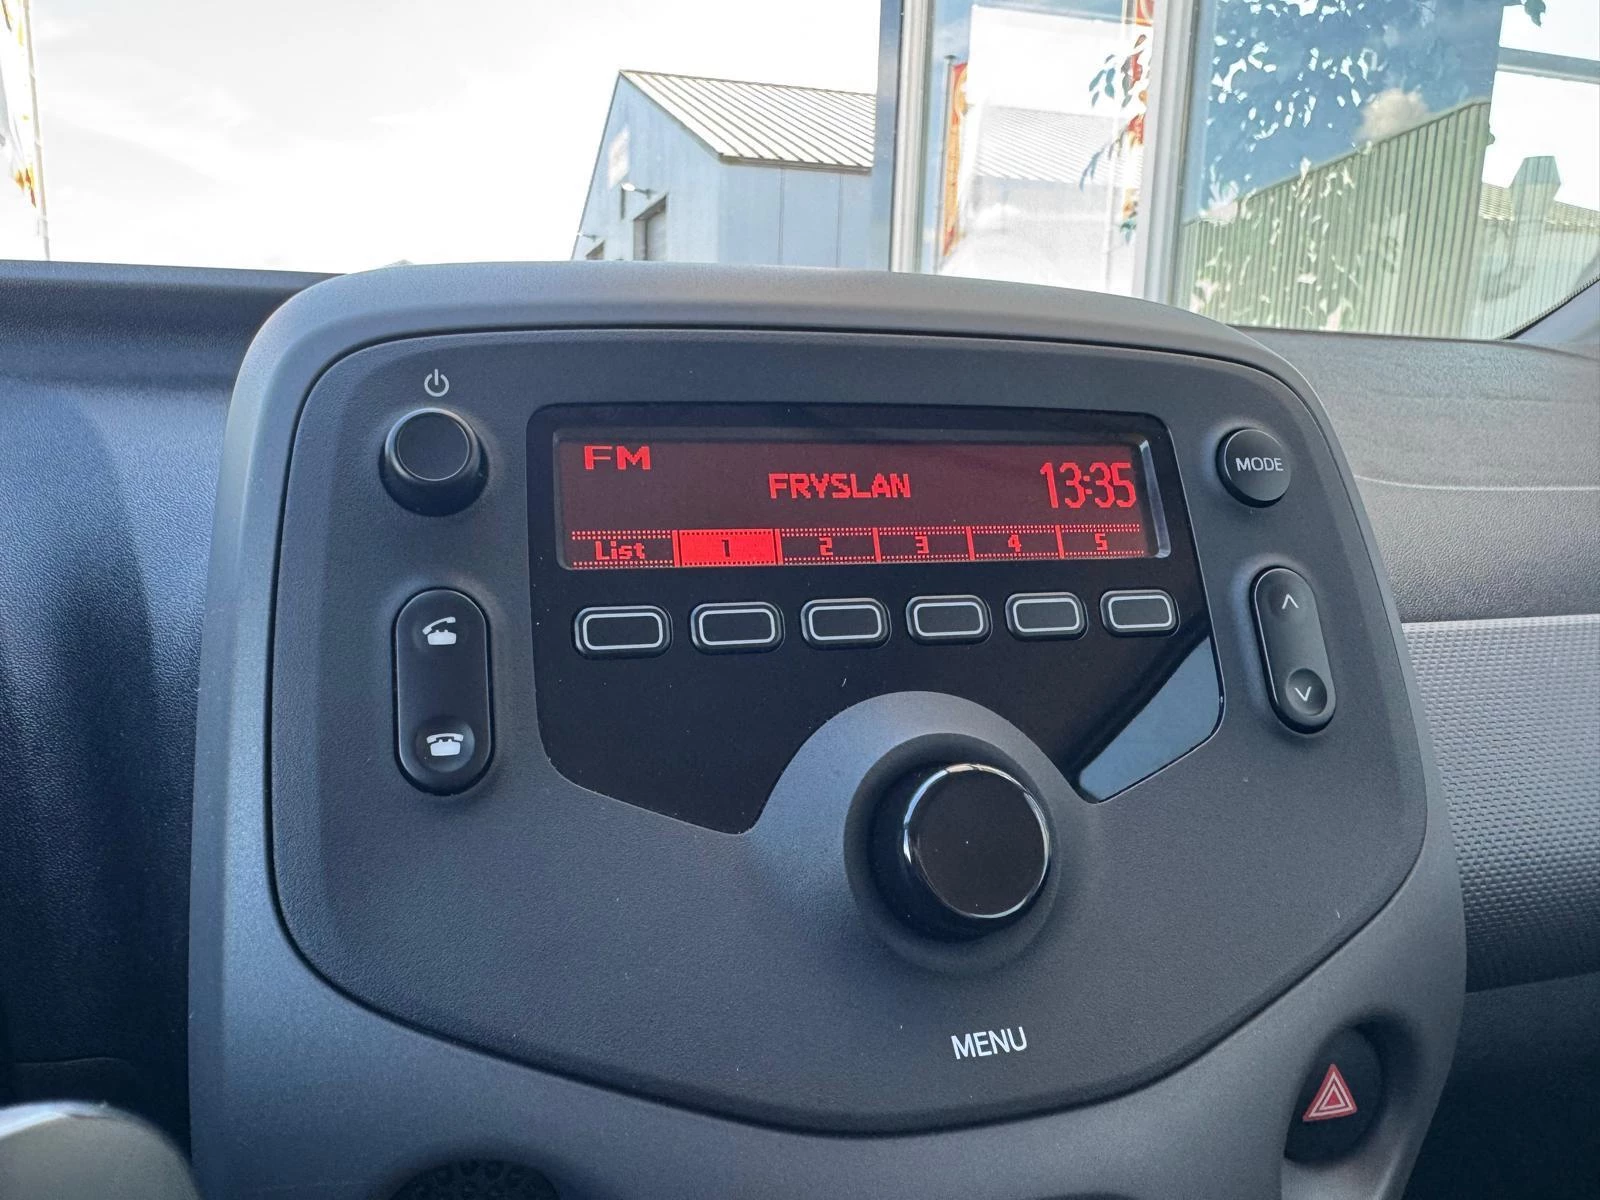 FM
FRYSLAN
13:35
List 1 2 3 4 5
MODE
MENU